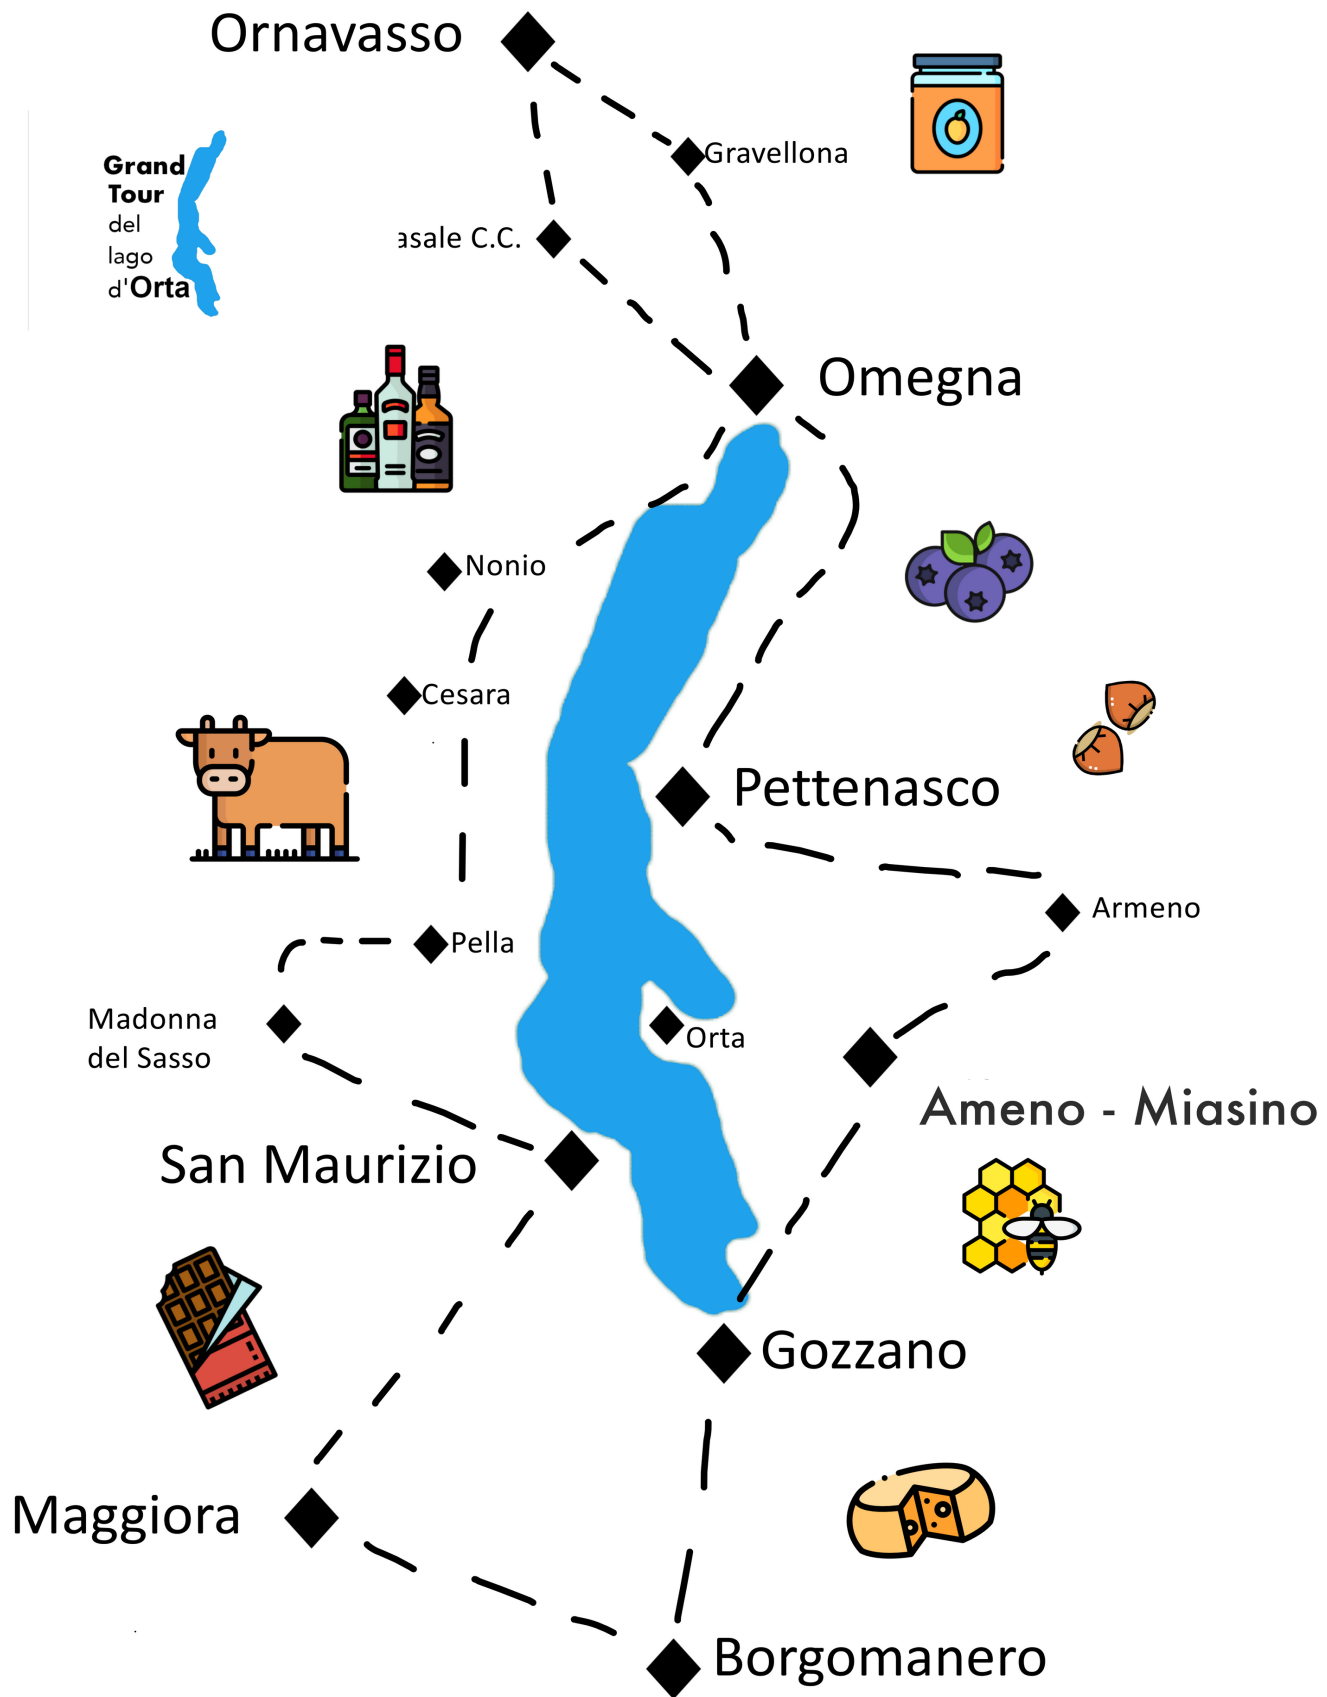 Ornavasso
Gravellona
Grand
Tour
del
lago
d'Orta
asale C.C.
Omegna
Nonio
Cesara
Pettenasco
Armeno
Pella
Madonna
del Sasso
Orta
Ameno - Miasino
San Maurizio
Gozzano
Maggiora
Borgomanero